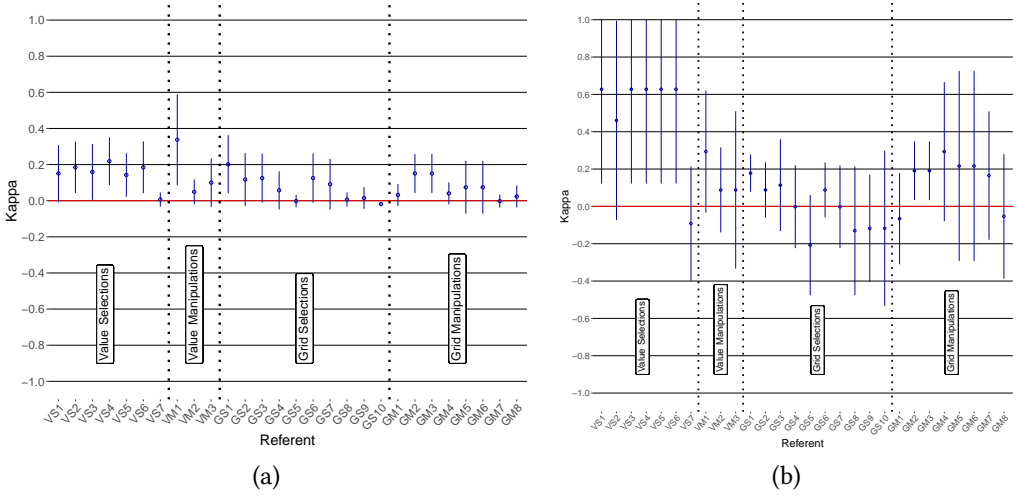 1.0
0.8
0.6
0.4
0.2
0.0
−0.2
−0.4
−0.6
−0.8
−1.0
Kappa
Value Selections
Value Manipulations
Grid Selections
Grid Manipulations
VS1 VS2 VS3 VS4 VS5 VS6 VS7 VM1 VM2 VM3 GS1 GS2 GS3 GS4 GS5 GS6 GS7 GS8 GS9 GS10 GM1 GM2 GM3 GM4 GM5 GM6 GM7 GM8
Referent
(a)
1.0
0.8
0.6
0.4
0.2
0.0
−0.2
−0.4
−0.6
−0.8
−1.0
Kappa
Value Selections
Value Manipulations
Grid Selections
Grid Manipulations
VS1 VS2 VS3 VS4 VS5 VS6 VS7 VM1 VM2 VM3 GS1 GS2 GS3 GS4 GS5 GS6 GS7 GS8 GS9 GS10 GM1 GM2 GM3 GM4 GM5 GM6 GM7 GM8
Referent
(b)